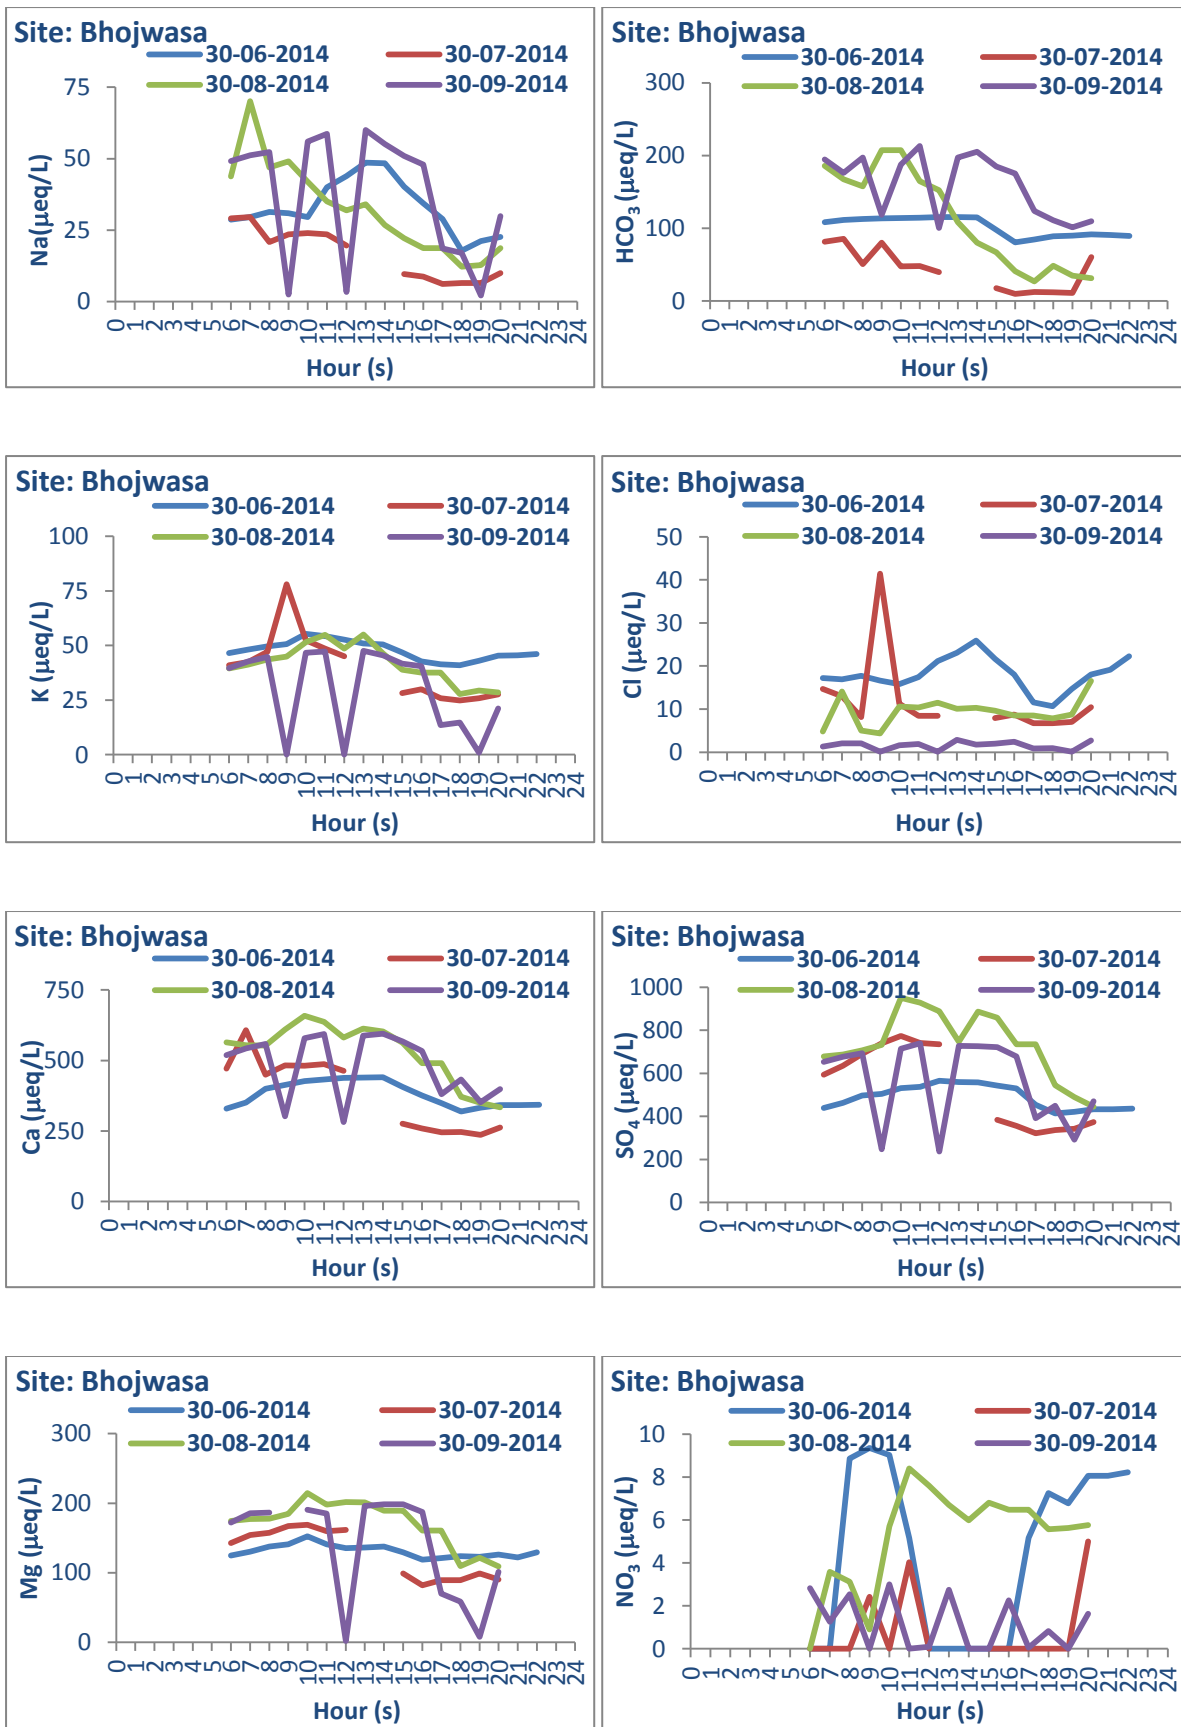 Site: Bhojwasa
30-06-2014 30-07-2014
30-08-2014 30-09-2014
75
50
25
0
Na(µeq/L)
0 1 2 3 4 5 6 7 8 9 10 11 12 13 14 15 16 17 18 19 20 21 22 23 24
Hour (s)
Site: Bhojwasa
30-06-2014 30-07-2014
30-08-2014 30-09-2014
300
200
100
0
HCO3 (µeq/L)
0 1 2 3 4 5 6 7 8 9 10 11 12 13 14 15 16 17 18 19 20 21 22 23 24
Hour (s)
Site: Bhojwasa
30-06-2014 30-07-2014
30-08-2014 30-09-2014
100
75
50
25
0
K (µeq/L)
0 1 2 3 4 5 6 7 8 9 10 11 12 13 14 15 16 17 18 19 20 21 22 23 24
Hour (s)
Site: Bhojwasa
30-06-2014 30-07-2014
30-08-2014 30-09-2014
50
40
30
20
10
0
Cl (µeq/L)
0 1 2 3 4 5 6 7 8 9 10 11 12 13 14 15 16 17 18 19 20 21 22 23 24
Hour (s)
Site: Bhojwasa
30-06-2014 30-07-2014
30-08-2014 30-09-2014
750
500
250
0
Ca (µeq/L)
0 1 2 3 4 5 6 7 8 9 10 11 12 13 14 15 16 17 18 19 20 21 22 23 24
Hour (s)
Site: Bhojwasa
30-06-2014 30-07-2014
30-08-2014 30-09-2014
1000
800
600
400
200
0
SO4 (µeq/L)
0 1 2 3 4 5 6 7 8 9 10 11 12 13 14 15 16 17 18 19 20 21 22 23 24
Hour (s)
Site: Bhojwasa
30-06-2014 30-07-2014
30-08-2014 30-09-2014
300
200
100
0
Mg (µeq/L)
0 1 2 3 4 5 6 7 8 9 10 11 12 13 14 15 16 17 18 19 20 21 22 23 24
Hour (s)
Site: Bhojwasa
30-06-2014 30-07-2014
30-08-2014 30-09-2014
10
8
6
4
2
0
NO3 (µeq/L)
0 1 2 3 4 5 6 7 8 9 10 11 12 13 14 15 16 17 18 19 20 21 22 23 24
Hour (s)